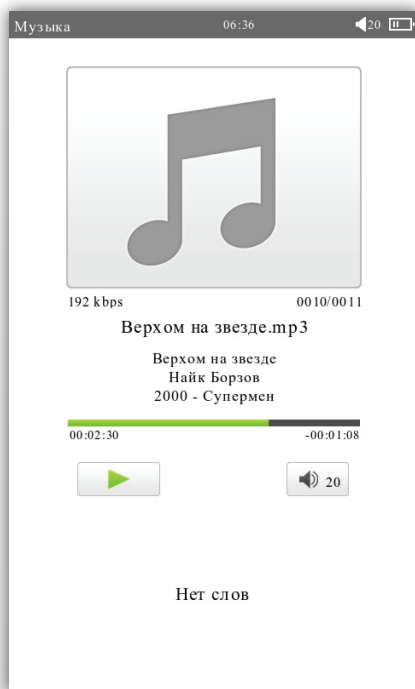 Музыка 06:36 20
192 kbps 0010/0011
Верхом на звезде.mp3
Верхом на звезде
Найк Борзов
2000 - Супермен
00:02:30 -00:01:08
20
Нет слов